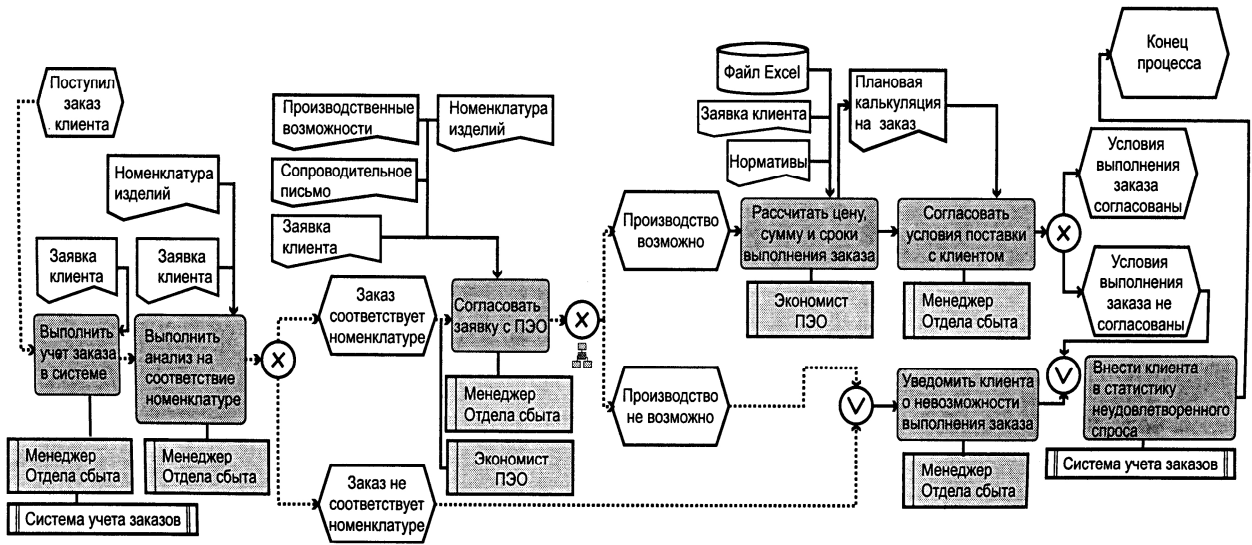 Поступил
заказ
клиента
Номенклатура
изделий
Заявка
клиента
Заявка
клиента
Выполнить
учет заказа
в системе
Выполнить
анализ на
соответствие
номенклатуре
Менеджер
Отдела сбыта
Менеджер
Отдела сбыта
Система учета заказов
Производственные
возможности
Номенклатура
изделий
Сопроводительное
письмо
Заявка
клиента
X
Заказ
соответствует
номенклатуре
Согласовать
заявку с ПЭО
X
Менеджер
Отдела сбыта
Экономист
ПЭО
Заказ не
соответствует
номенклатуре
Производство
возможно
Производство
не возможно
Файл Excel
Заявка клиента
Нормативы
Плановая
калькуляция
на заказ
Рассчитать цену,
сумму и сроки
выполнения заказа
Экономист
ПЭО
Согласовать
условия поставки
с клиентом
Менеджер
Отдела сбыта
X
Условия
выполнения
заказа
согласованы
Условия
выполнения
заказа не
согласованы
V
Уведомить клиента
о невозможности
выполнения заказа
Менеджер
Отдела сбыта
V
Внести клиента
в статистику
неудовлетворенного
спроса
Система учета заказов
Конец
процесса